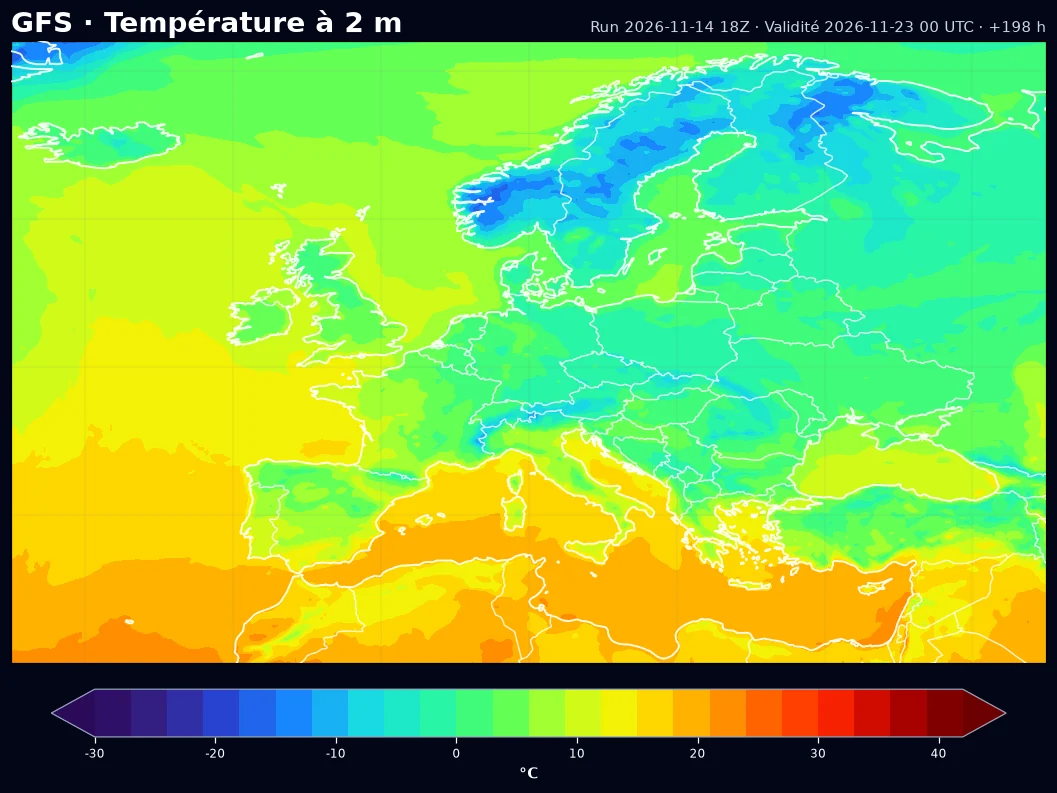 GFS · Température à 2 m
Run 2026-11-14 18Z · Validité 2026-11-23 00 UTC · +198 h
-30 -20 -10 0 10 20 30 40
°C